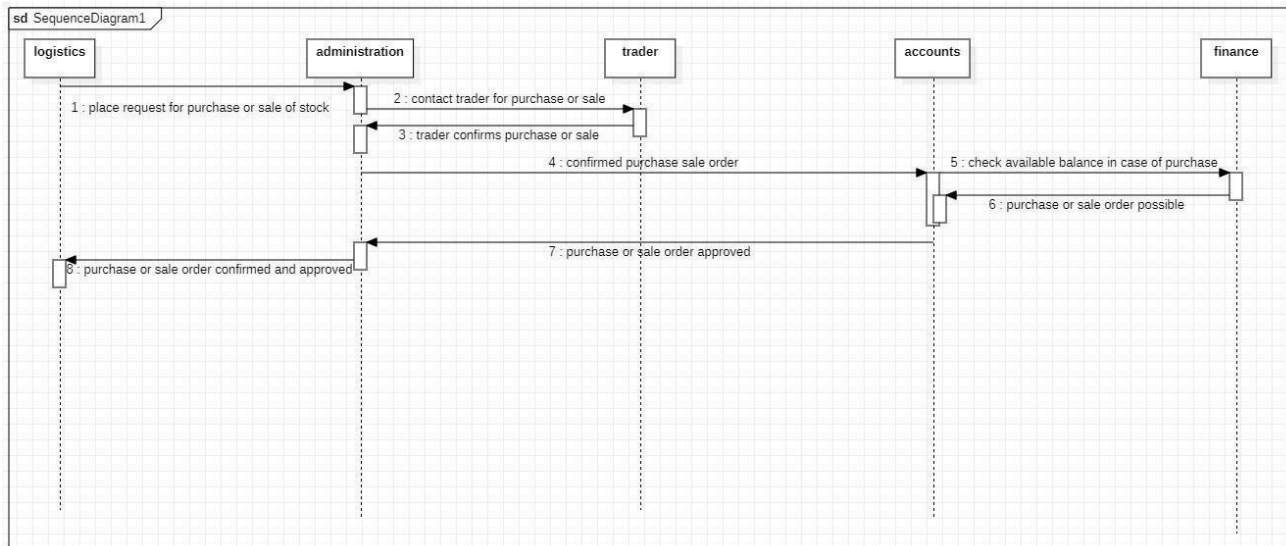 sd SequenceDiagram1
logistics
administration
trader
accounts
finance
1 : place request for purchase or sale of stock
2 : contact trader for purchase or sale
3 : trader confirms purchase or sale
4 : confirmed purchase sale order
5 : check available balance in case of purchase
6 : purchase or sale order possible
7 : purchase or sale order approved
8 : purchase or sale order confirmed and approved